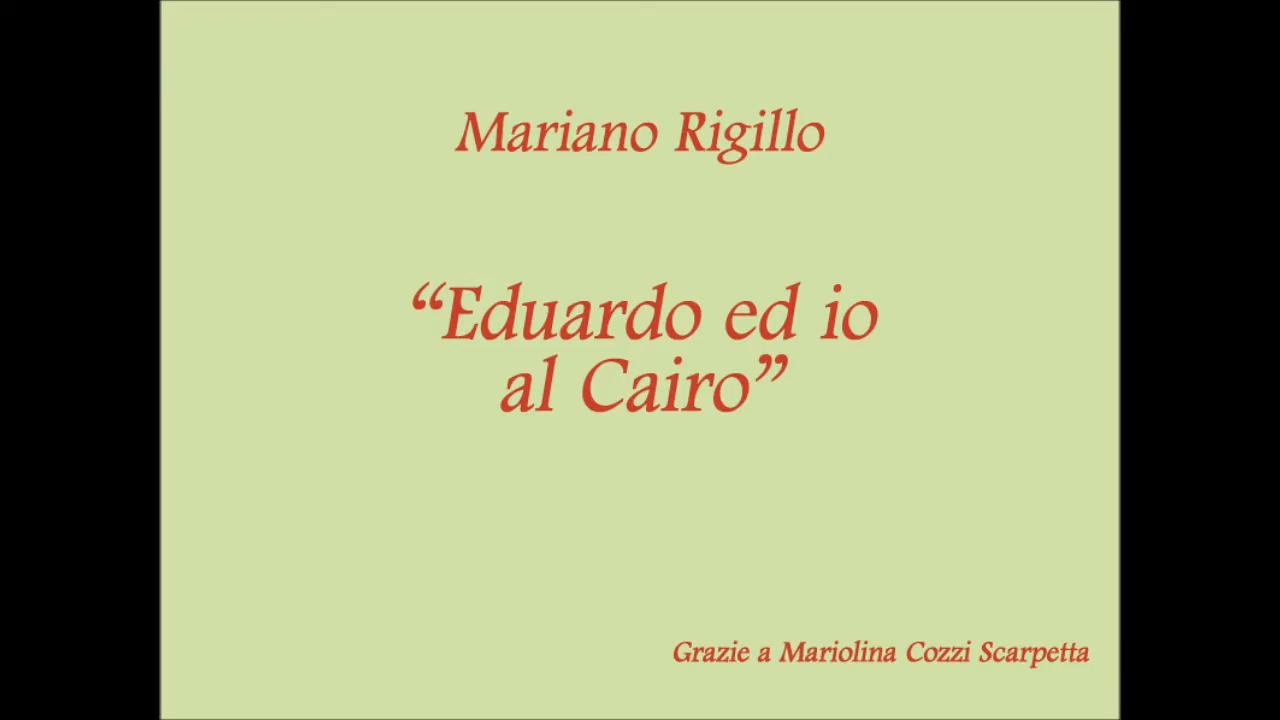 Mariano Rigillo
“Eduardo ed io
al Cairo”
Grazie a Mariolina Cozzi Scarpetta